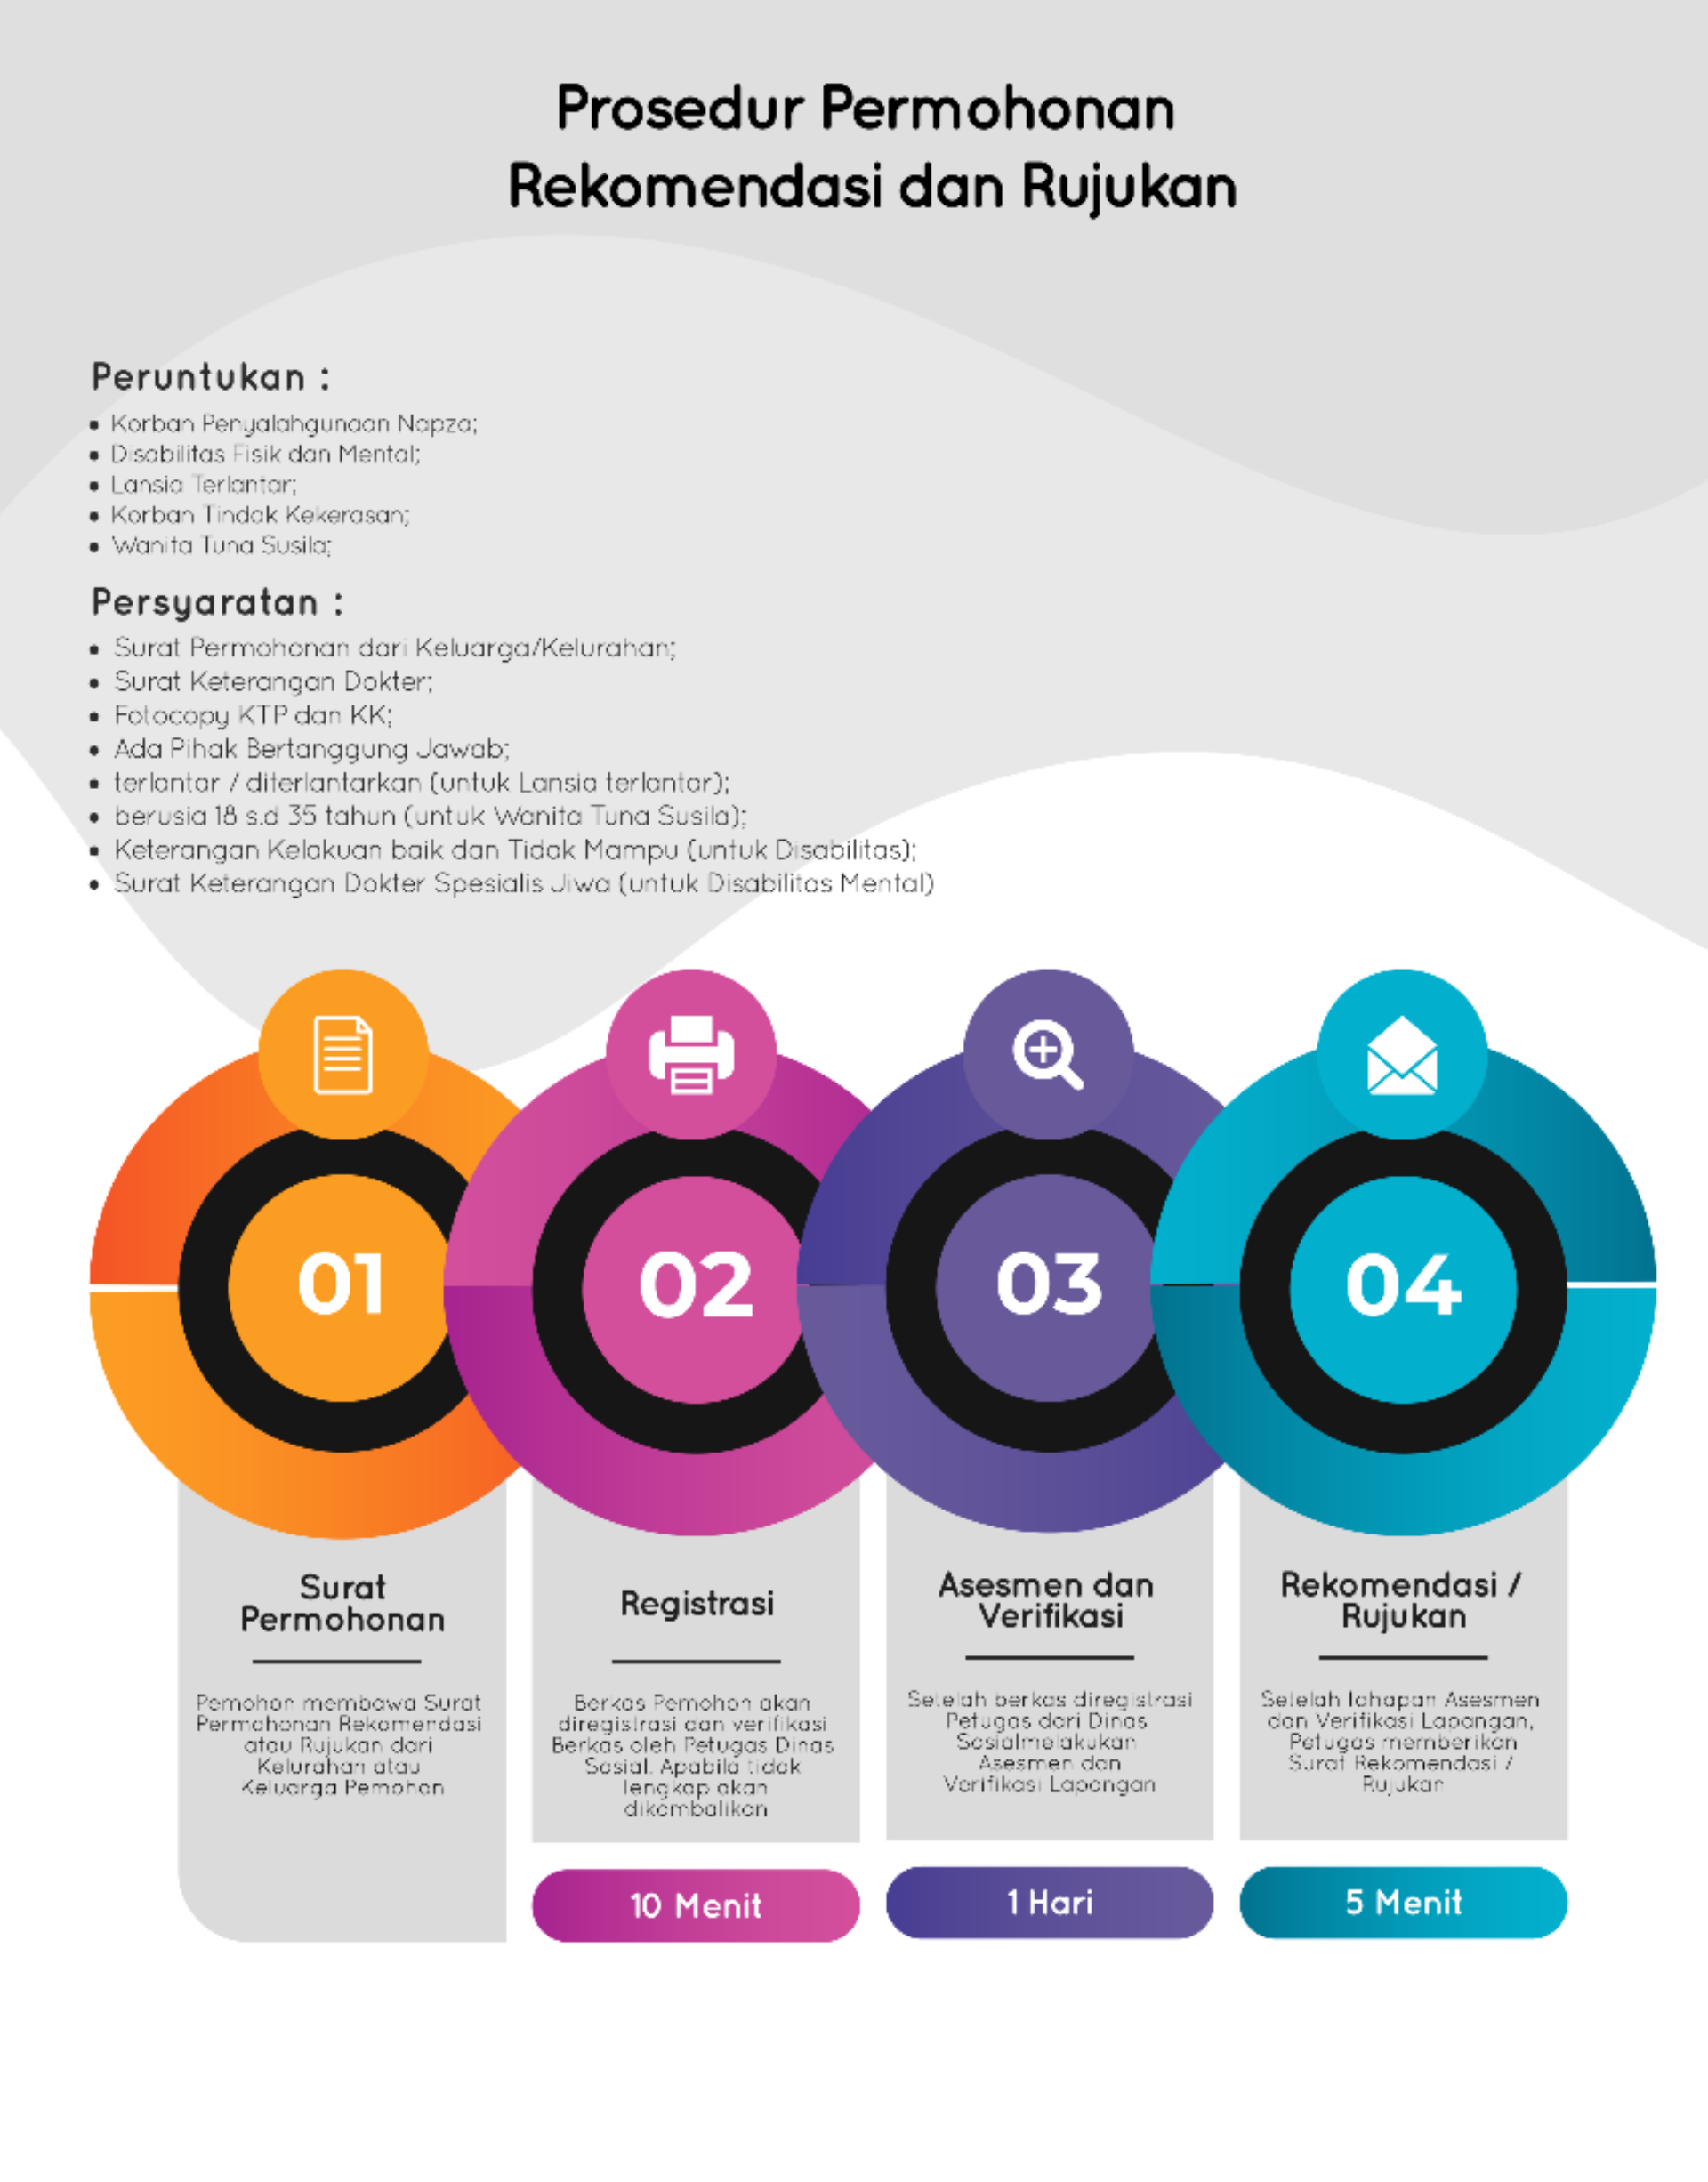 Prosedur Permohonan
Rekomendasi dan Rujukan
Peruntukan :
• Korban Penyalahgunaan Napza;
• Disabilitas Fisik dan Mental;
• Lansia Terlantar;
• Korban Tindak Kekerasan;
• Wanita Tuna Susila;
Persyaratan :
• Surat Permohonan dari Keluarga/Kelurahan;
• Surat Keterangan Dokter;
• Fotocopy KTP dan KK;
• Ada Pihak Bertanggung Jawab;
• terlantar / diterlantarkan (untuk Lansia terlantar);
• berusia 18 s.d 35 tahun (untuk Wanita Tuna Susila);
• Keterangan Kelakuan baik dan Tidak Mampu (untuk Disabilitas);
• Surat Keterangan Dokter Spesialis Jiwa (untuk Disabilitas Mental)
01
Surat
Permohonan
Pemohon membawa Surat
Permohonan Rekomendasi
atau Rujukan dari
Kelurahan atau
Keluarga Pemohon
02
Registrasi
Berkas Pemohon akan
diregistrasi dan verifikasi
Berkas oleh Petugas Dinas
Sosial. Apabila tidak
lengkap akan
dikembalikan
10 Menit
03
Asesmen dan
Verifikasi
Setelah berkas diregistrasi
Petugas dari Dinas
Sosialmelakukan
Asesmen dan
Verifikasi Lapangan
1 Hari
04
Rekomendasi /
Rujukan
Setelah tahapan Asesmen
dan Verifikasi Lapangan,
Petugas memberikan
Surat Rekomendasi /
Rujukan
5 Menit